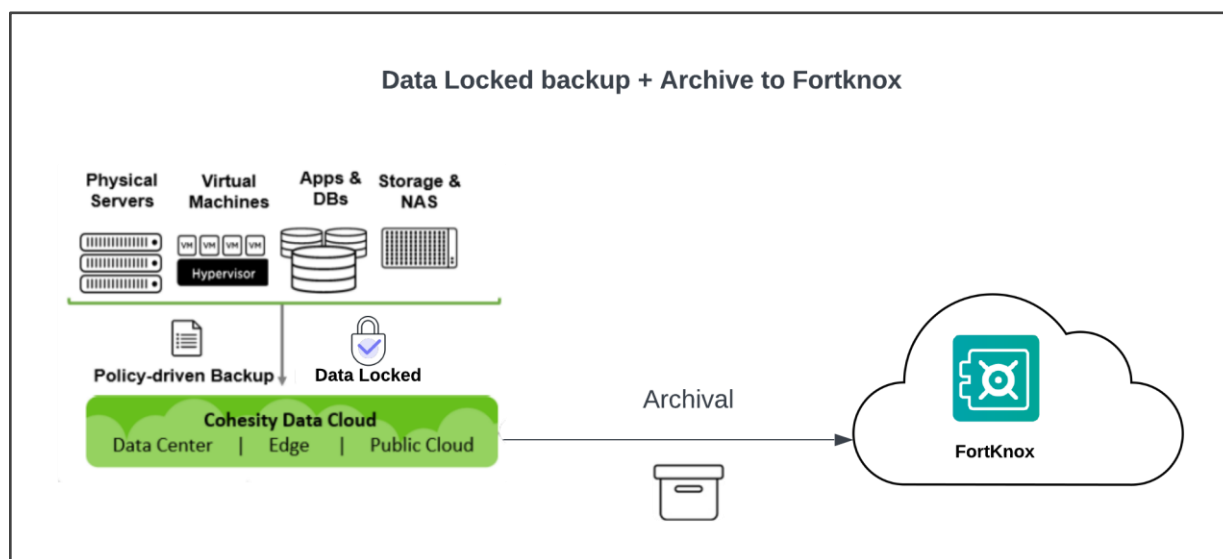 Data Locked backup + Archive to Fortknox
Physical
Servers
Virtual
Machines
Apps &
DBs
Storage &
NAS
VM VM VM VM
Hypervisor
Policy-driven Backup
Data Locked
Cohesity Data Cloud
Data Center | Edge | Public Cloud
Archival
FortKnox